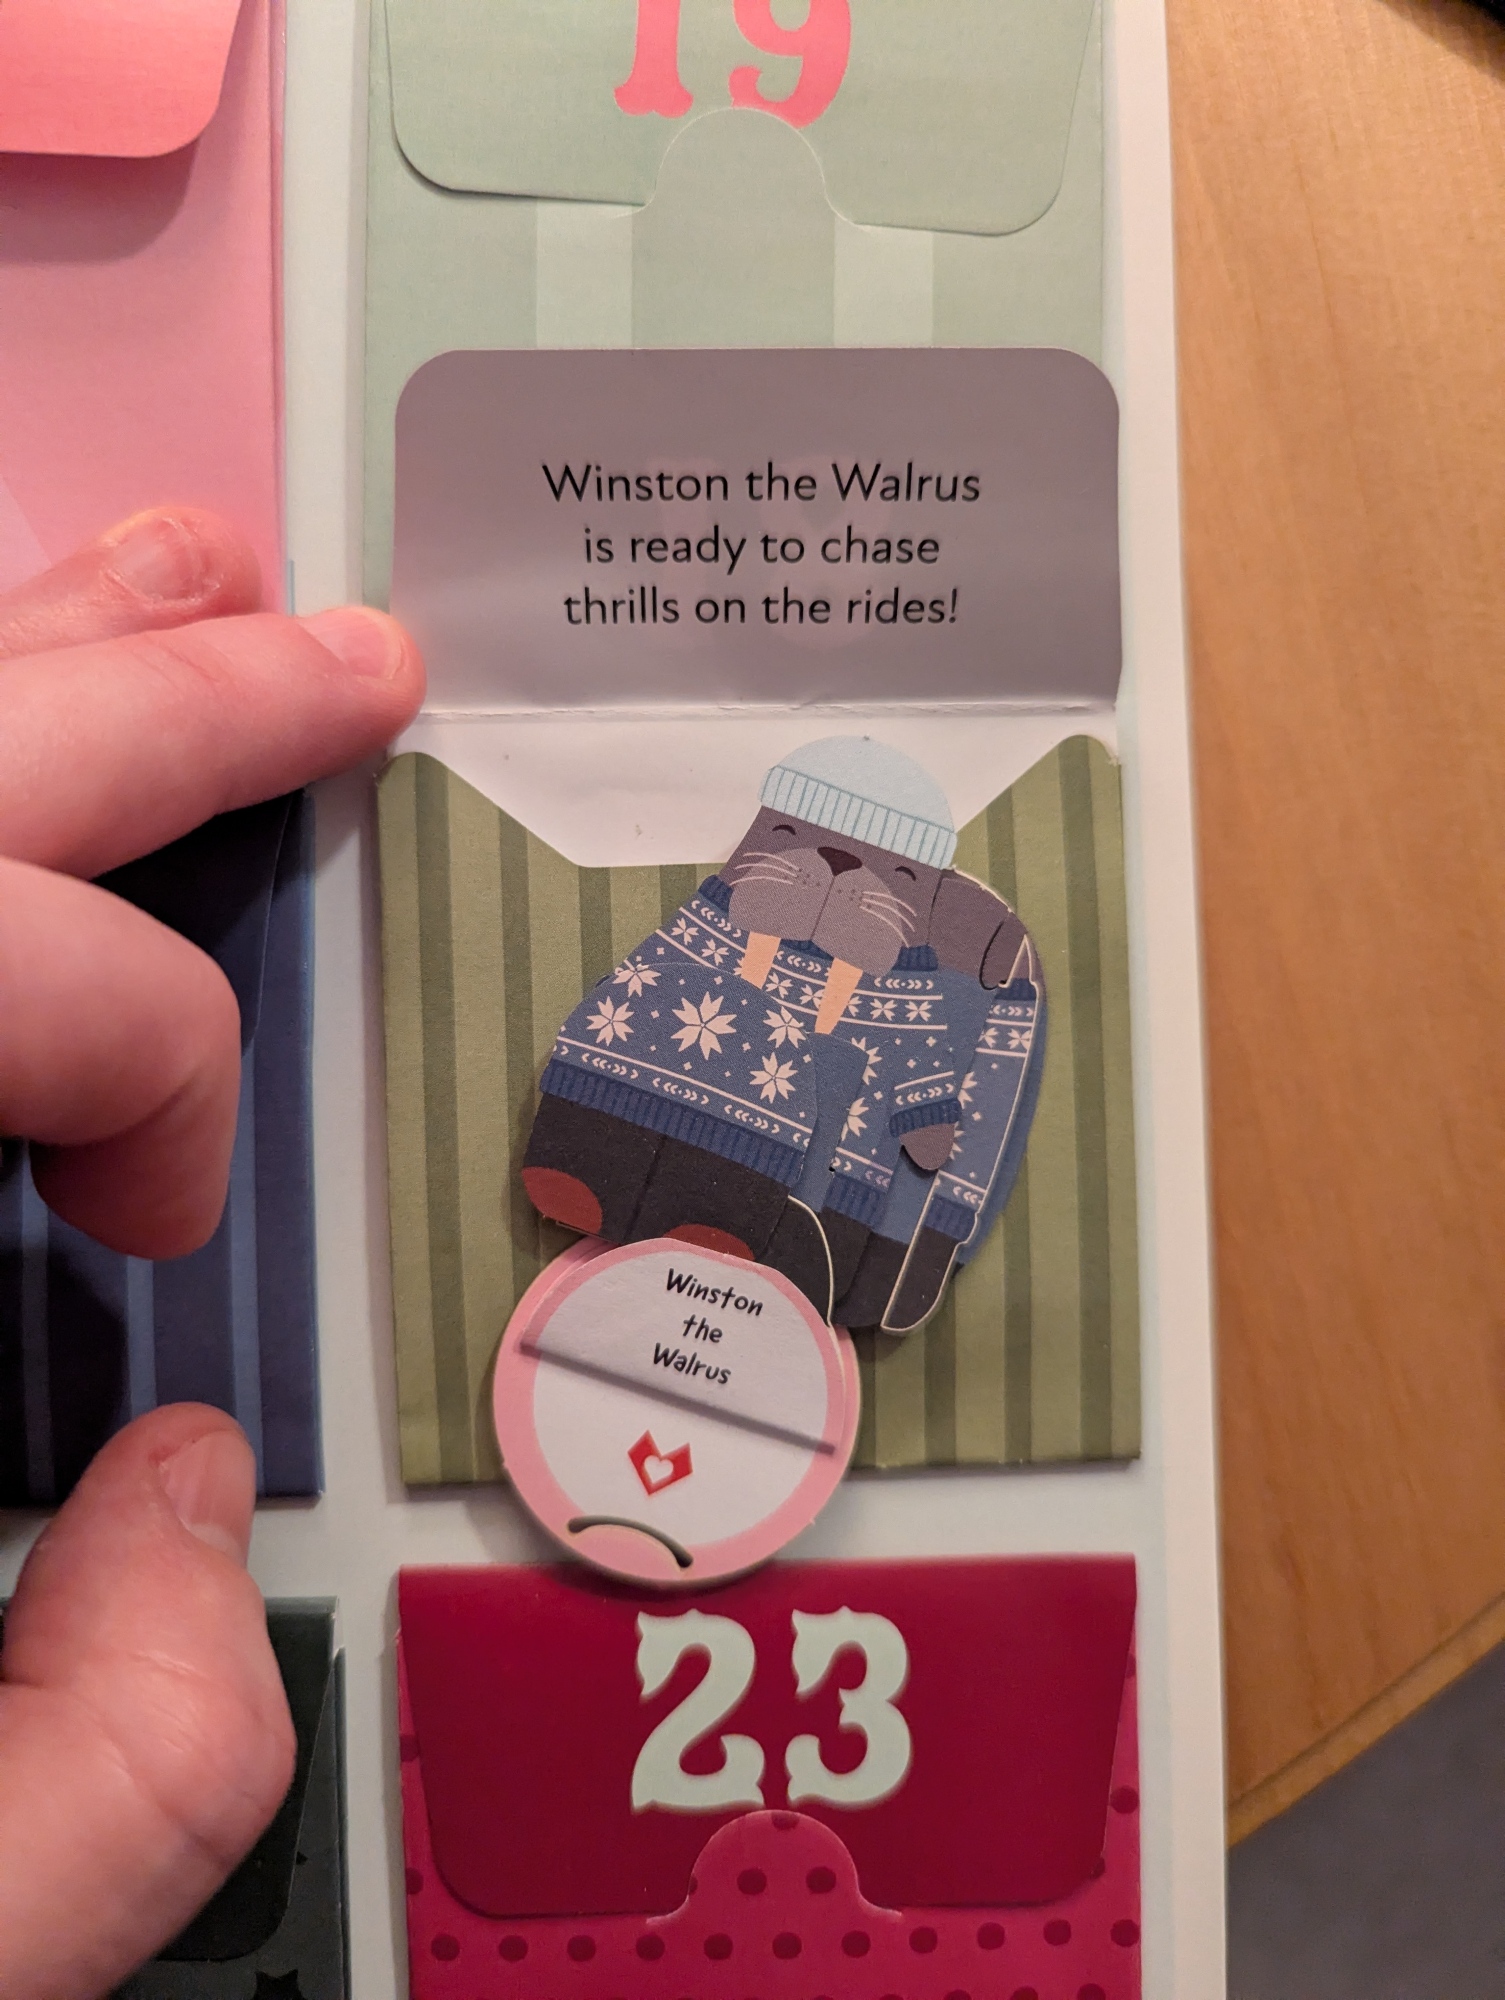 19
Winston the Walrus
is ready to chase
thrills on the rides!
Winston
the
Walrus
23